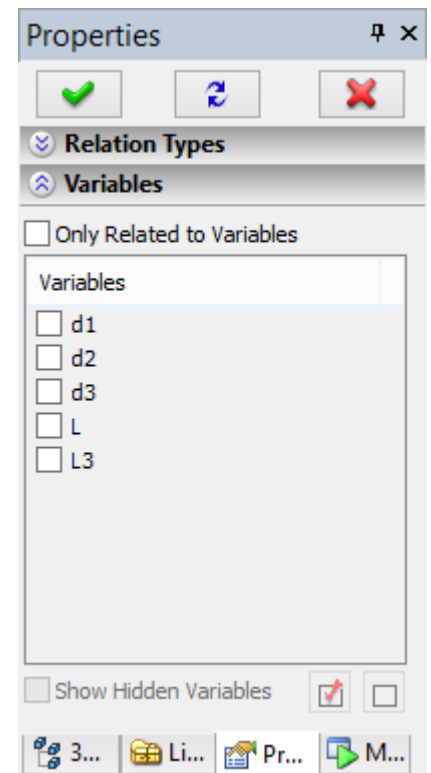 Properties
Relation Types
Variables
Only Related to Variables
Variables
d1
d2
d3
L
L3
Show Hidden Variables
3... Li... Pr... M...